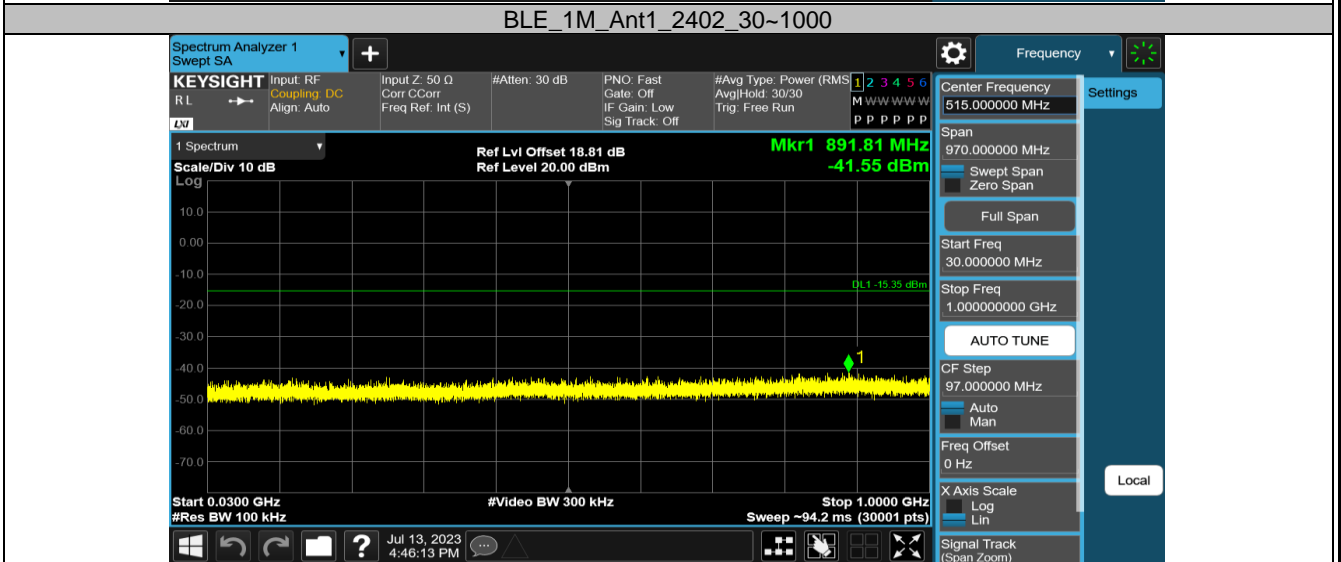 BLE_1M_Ant1_2402_30~1000
Spectrum Analyzer 1
Swept SA
+
Frequency
KEYSIGHT
R L
LXI
Input: RF
Coupling: DC
Align: Auto
Input Z: 50 Ω
Corr CCorr
Freq Ref: Int (S)
#Atten: 30 dB
PNO: Fast
Gate: Off
IF Gain: Low
Sig Track: Off
#Avg Type: Power (RMS
Avg|Hold: 30/30
Trig: Free Run
1 2 3 4 5 6
M W W W W W
P P P P P P
1 Spectrum
Scale/Div 10 dB
Ref Lvl Offset 18.81 dB
Ref Level 20.00 dBm
Mkr1 891.81 MHz
-41.55 dBm
Log
10.0
0.00
-10.0
DL1 -15.35 dBm
-20.0
-30.0
1
-40.0
-50.0
-60.0
-70.0
Start 0.0300 GHz
#Video BW 300 kHz
Stop 1.0000 GHz
#Res BW 100 kHz
Sweep ~94.2 ms (30001 pts)
?
Jul 13, 2023
4:46:13 PM
Center Frequency
515.000000 MHz
Span
970.000000 MHz
Swept Span
Zero Span
Full Span
Start Freq
30.000000 MHz
Stop Freq
1.000000000 GHz
AUTO TUNE
CF Step
97.000000 MHz
Auto
Man
Freq Offset
0 Hz
X Axis Scale
Log
Lin
Signal Track
(Span Zoom)
Settings
Local